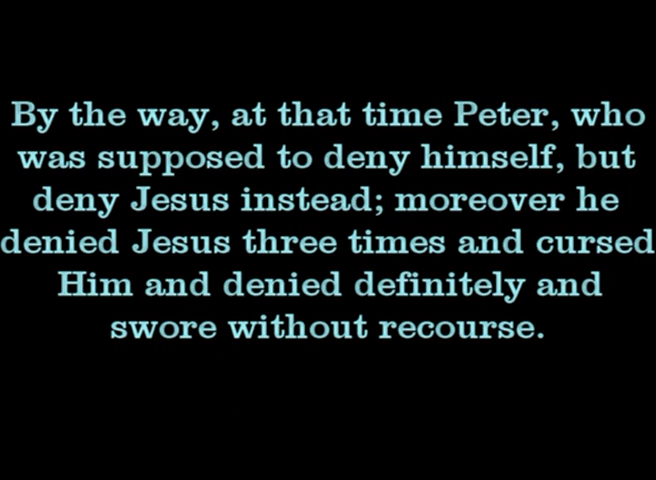 By the way, at that time Peter, who
was supposed to deny himself, but
deny Jesus instead; moreover he
denied Jesus three times and cursed
Him and denied definitely and
swore without recourse.